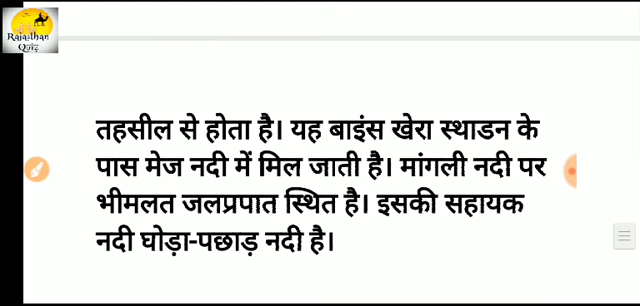 Rajasthan
Quiz
तहसील से होता है। यह बाइंस खेरा स्थाडन के
पास मेज नदी में मिल जाती है। मांगली नदी पर
भीमलत जलप्रपात स्थित है। इसकी सहायक
नदी घोड़ा-पछाड़ नदी है।